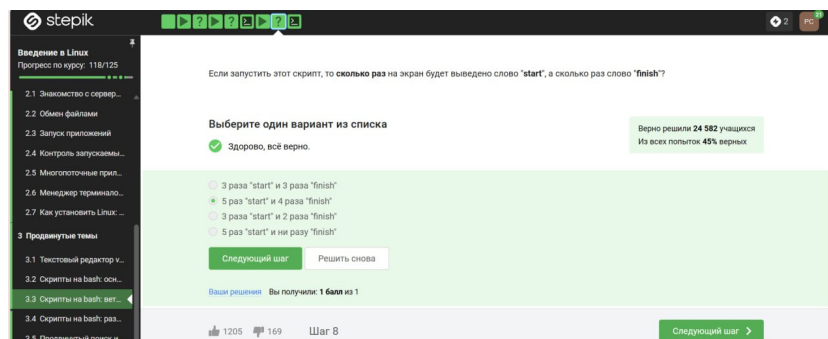 stepik
2
PC
21
Введение в Linux
Прогресс по курсу: 118/125
2.1 Знакомство с сервер...
2.2 Обмен файлами
2.3 Запуск приложений
2.4 Контроль запускаемы...
2.5 Многопоточные прил...
2.6 Менеджер терминало...
2.7 Как установить Linux: ...
3 Продвинутые темы
3.1 Текстовый редактор v...
3.2 Скрипты на bash: осн...
3.3 Скрипты на bash: вет...
3.4 Скрипты на bash: раз...
3.5 Продвинутый поиск и
Если запустить этот скрипт, то сколько раз на экран будет выведено слово "start", а сколько раз слово "finish"?
Выберите один вариант из списка
Здорово, всё верно.
Верно решили 24 582 учащихся
Из всех попыток 45% верных
3 раза "start" и 3 раза "finish"
5 раз "start" и 4 раза "finish"
3 раза "start" и 2 раза "finish"
5 раз "start" и ни разу "finish"
Следующий шаг
Решить снова
Ваши решения Вы получили: 1 балл из 1
1205 169 Шаг 8
Следующий шаг